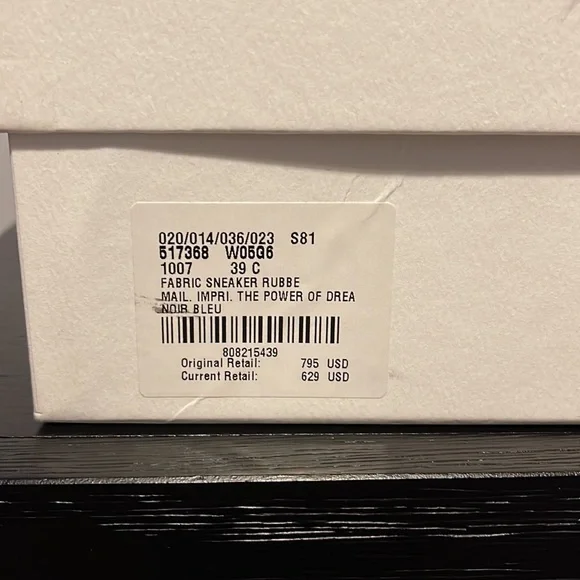 020/014/036/023 S81
517368 W05G6
1007 39 C
FABRIC SNEAKER RUBBE
MAIL. IMPRI. THE POWER OF DREA
NOIR BLEU
808215439
Original Retail: 795 USD
Current Retail: 629 USD